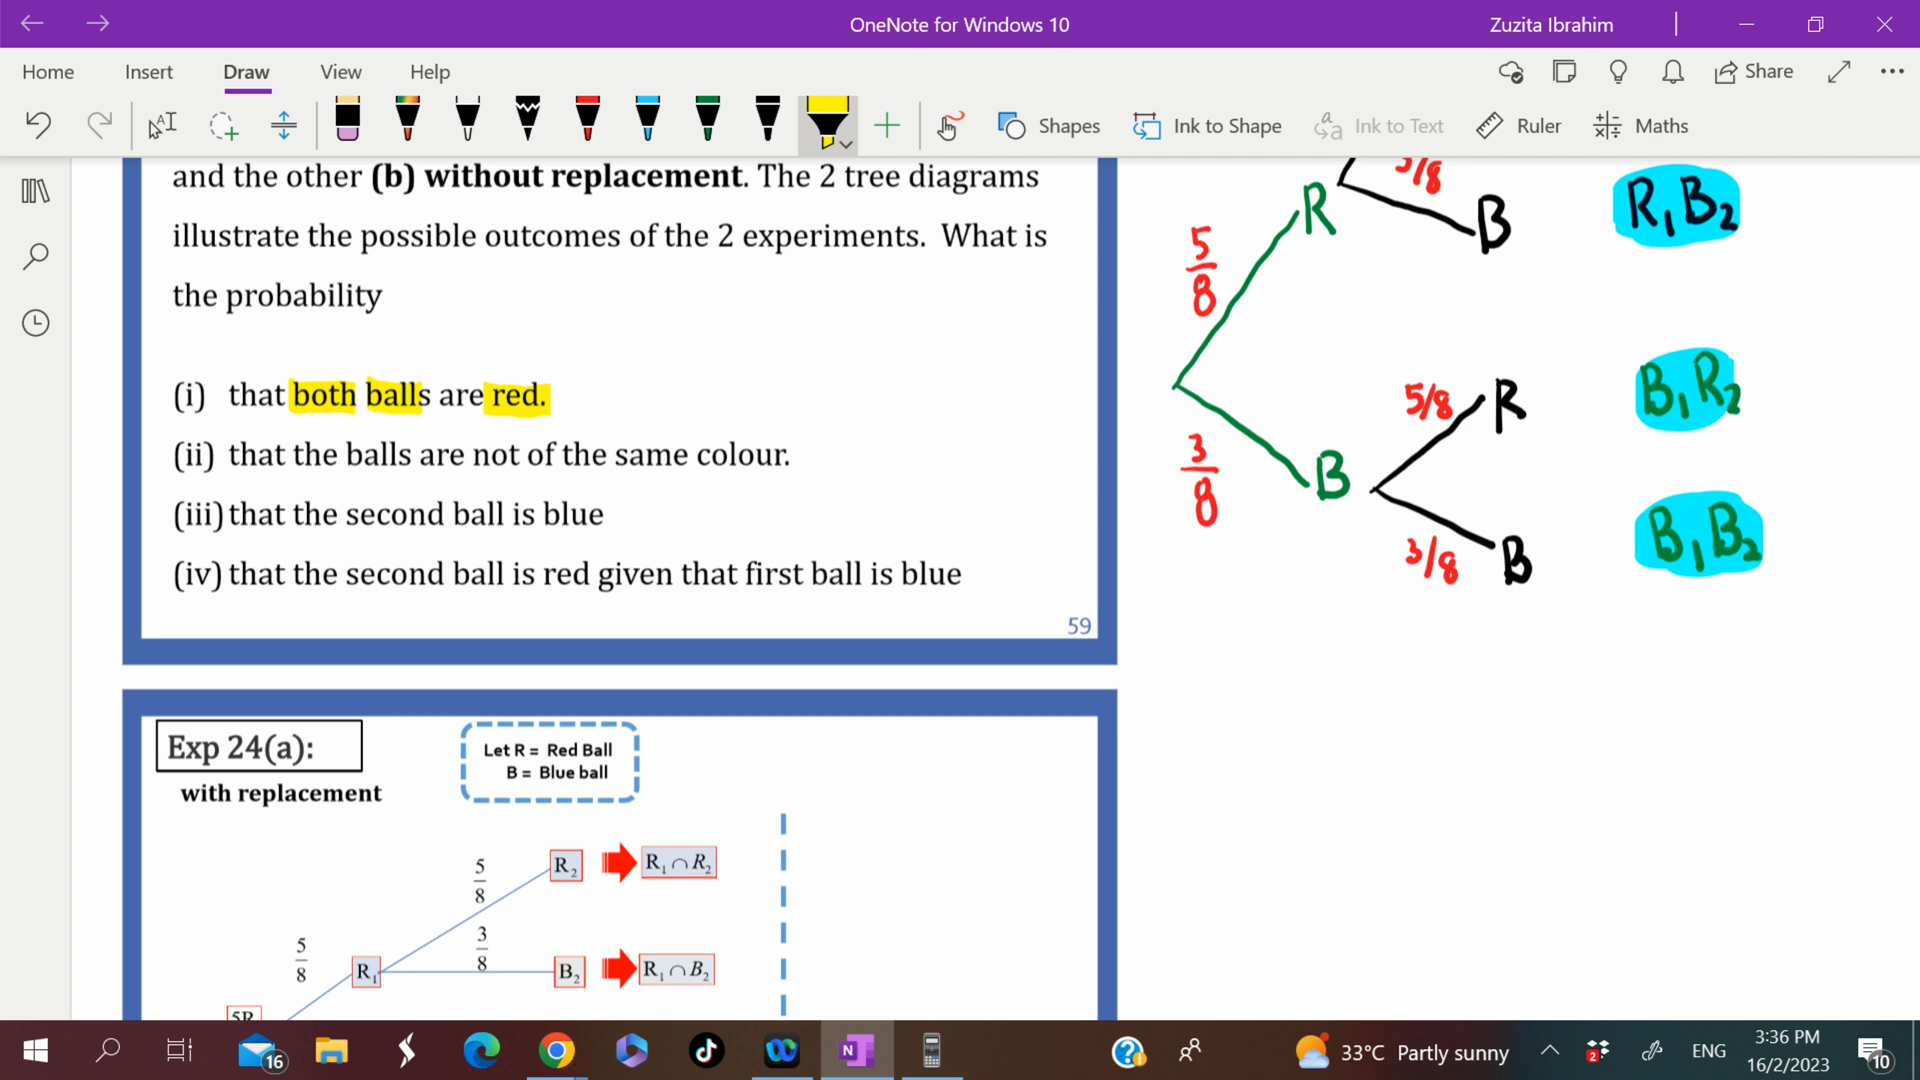 OneNote for Windows 10
Zuzita Ibrahim
Home Insert Draw View Help
Share
Shapes Ink to Shape Ink to Text Ruler Maths
and the other (b) without replacement. The 2 tree diagrams
illustrate the possible outcomes of the 2 experiments. What is
the probability
(i) that both balls are red.
(ii) that the balls are not of the same colour.
(iii) that the second ball is blue
(iv) that the second ball is red given that first ball is blue
59
3/8
R
B
R₁B₂
5/8
5/8
R
B₁R₂
3/8
B
3/8
B
B₁B₂
Exp 24(a):
with replacement
Let R = Red Ball
B = Blue ball
5/8
R₂
R₁ ∩ R₂
3/8
5/8
R₁
B₂
R₁ ∩ B₂
5R
16
33°C Partly sunny
2
ENG
3:36 PM
16/2/2023
10